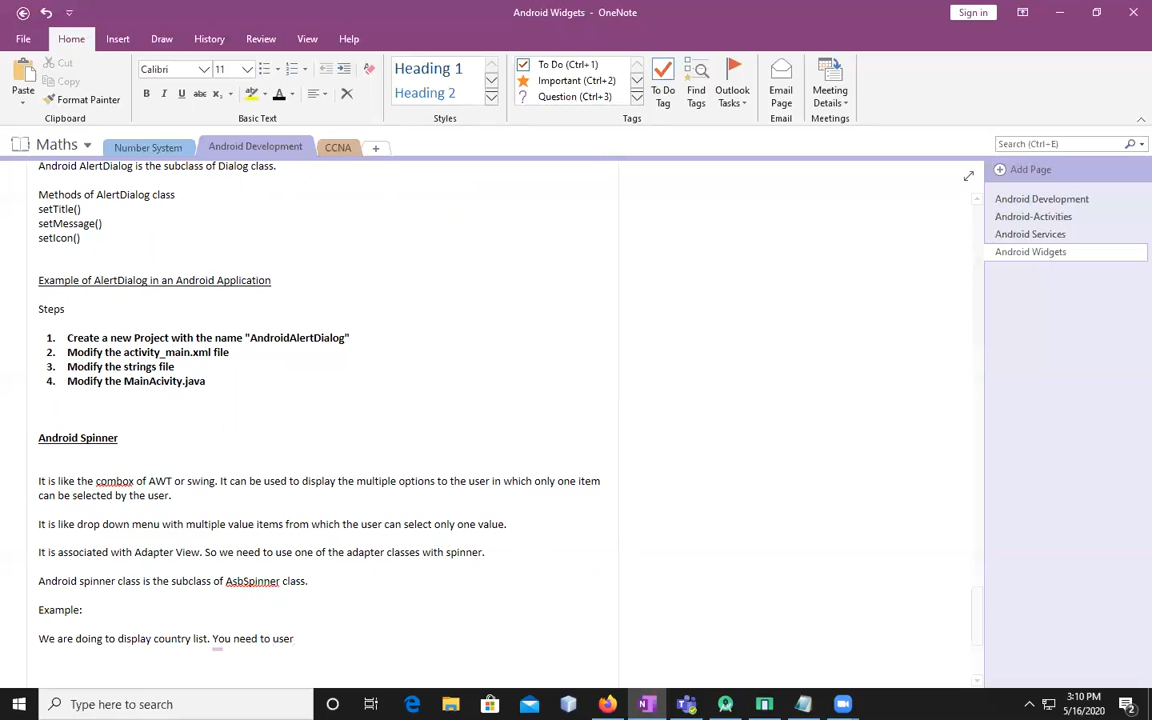 Android Widgets - OneNote
Sign in
File Home Insert Draw History Review View Help
Paste
Cut
Copy
Format Painter
Clipboard
Calibri 11
B I U abc x₂ A
Basic Text
Heading 1
Heading 2
Styles
To Do (Ctrl+1)
Important (Ctrl+2)
Question (Ctrl+3)
To Do Tag
Find Tags
Outlook Tasks
Tags
Email Page
Email
Meeting Details
Meetings
Maths
Number System
Android Development
CCNA
Search (Ctrl+E)
Add Page
Android Development
Android-Activities
Android Services
Android Widgets
Android AlertDialog is the subclass of Dialog class.
Methods of AlertDialog class
setTitle()
setMessage()
setIcon()
Example of AlertDialog in an Android Application
Steps
1. Create a new Project with the name "AndroidAlertDialog"
2. Modify the activity_main.xml file
3. Modify the strings file
4. Modify the MainAcivity.java
Android Spinner
It is like the combox of AWT or swing. It can be used to display the multiple options to the user in which only one item
can be selected by the user.
It is like drop down menu with multiple value items from which the user can select only one value.
It is associated with Adapter View. So we need to use one of the adapter classes with spinner.
Android spinner class is the subclass of AsbSpinner class.
Example:
We are doing to display country list. You need to user
Type here to search
3:10 PM
5/16/2020
2